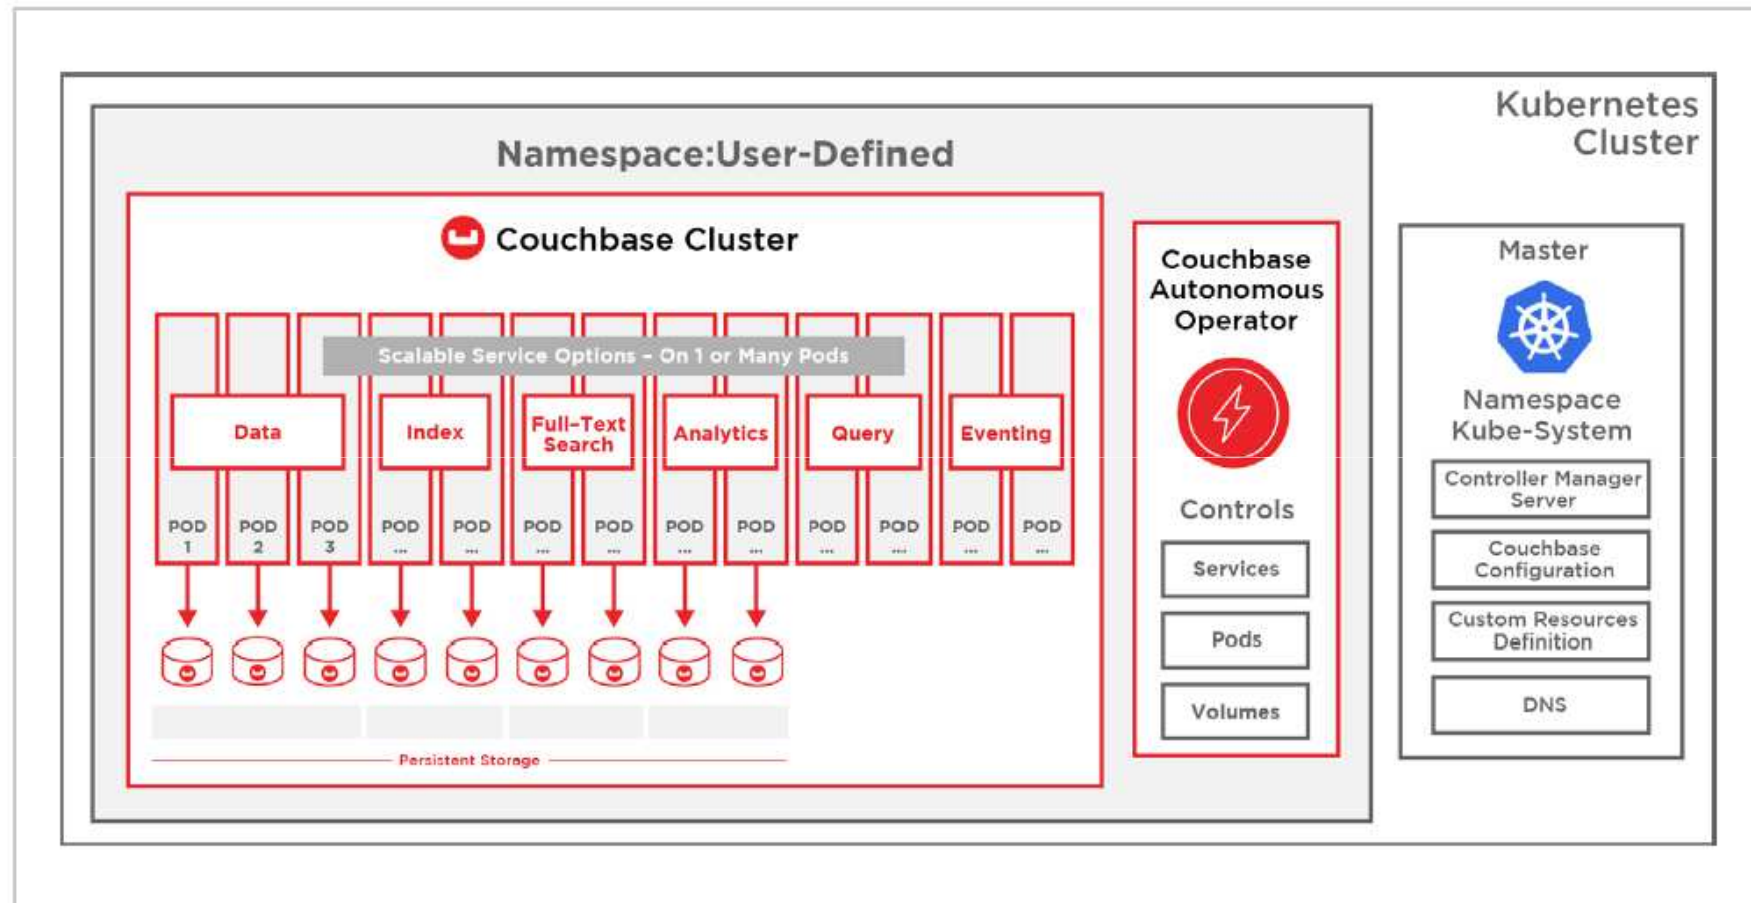 Kubernetes
Cluster
Namespace:User-Defined
Couchbase Cluster
Scalable Service Options – On 1 or Many Pods
Data
Index
Full-Text
Search
Analytics
Query
Eventing
POD
1
POD
2
POD
3
POD
...
POD
...
POD
...
POD
...
POD
...
POD
...
POD
...
POD
...
POD
...
POD
...
Persistent Storage
Couchbase
Autonomous
Operator
Controls
Services
Pods
Volumes
Master
Namespace
Kube-System
Controller Manager
Server
Couchbase
Configuration
Custom Resources
Definition
DNS